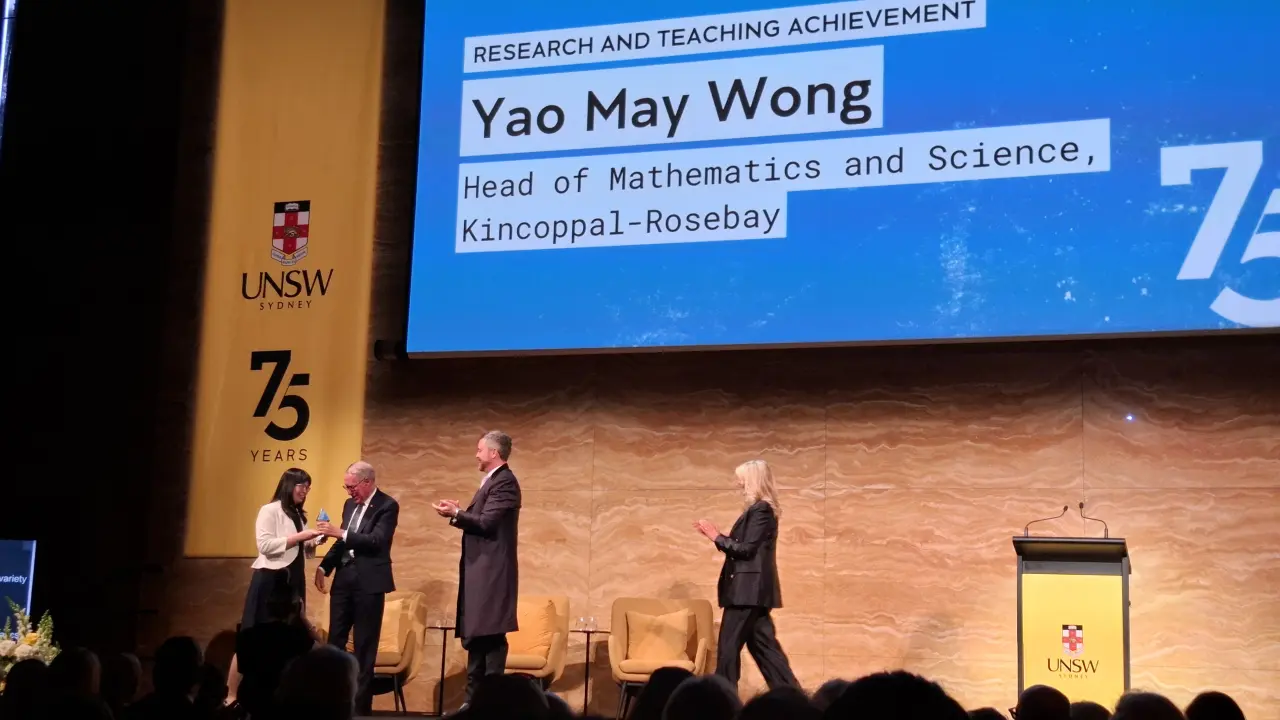 RESEARCH AND TEACHING ACHIEVEMENT
Yao May Wong
Head of Mathematics and Science,
Kincoppal-Rosebay
75
UNSW
SYDNEY
75
YEARS
variety
UNSW
SYDNEY